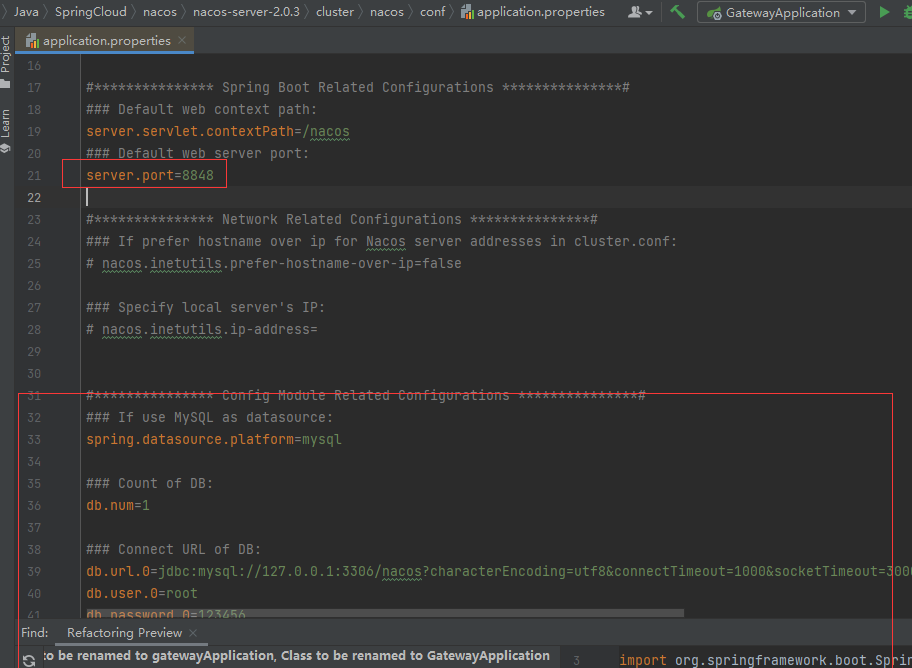 Java 〉 SpringCloud 〉 nacos 〉 nacos-server-2.0.3 〉 cluster 〉 nacos 〉 conf 〉 application.properties GatewayApplication
application.properties ×
Project
Learn
16
17 #*************** Spring Boot Related Configurations ***************#
18 ### Default web context path:
19 server.servlet.contextPath=/nacos
20 ### Default web server port:
21 server.port=8848
22
23 #*************** Network Related Configurations ***************#
24 ### If prefer hostname over ip for Nacos server addresses in cluster.conf:
25 # nacos.inetutils.prefer-hostname-over-ip=false
26
27 ### Specify local server's IP:
28 # nacos.inetutils.ip-address=
29
30
31 #*************** Config Module Related Configurations ***************#
32 ### If use MySQL as datasource:
33 spring.datasource.platform=mysql
34
35 ### Count of DB:
36 db.num=1
37
38 ### Connect URL of DB:
39 db.url.0=jdbc:mysql://127.0.0.1:3306/nacos?characterEncoding=utf8&connectTimeout=1000&socketTimeout=300
40 db.user.0=root
41 db.password.0=123456
Find: Refactoring Preview ×
to be renamed to gatewayApplication, Class to be renamed to GatewayApplication
3 import org.springframework.boot.Sprin